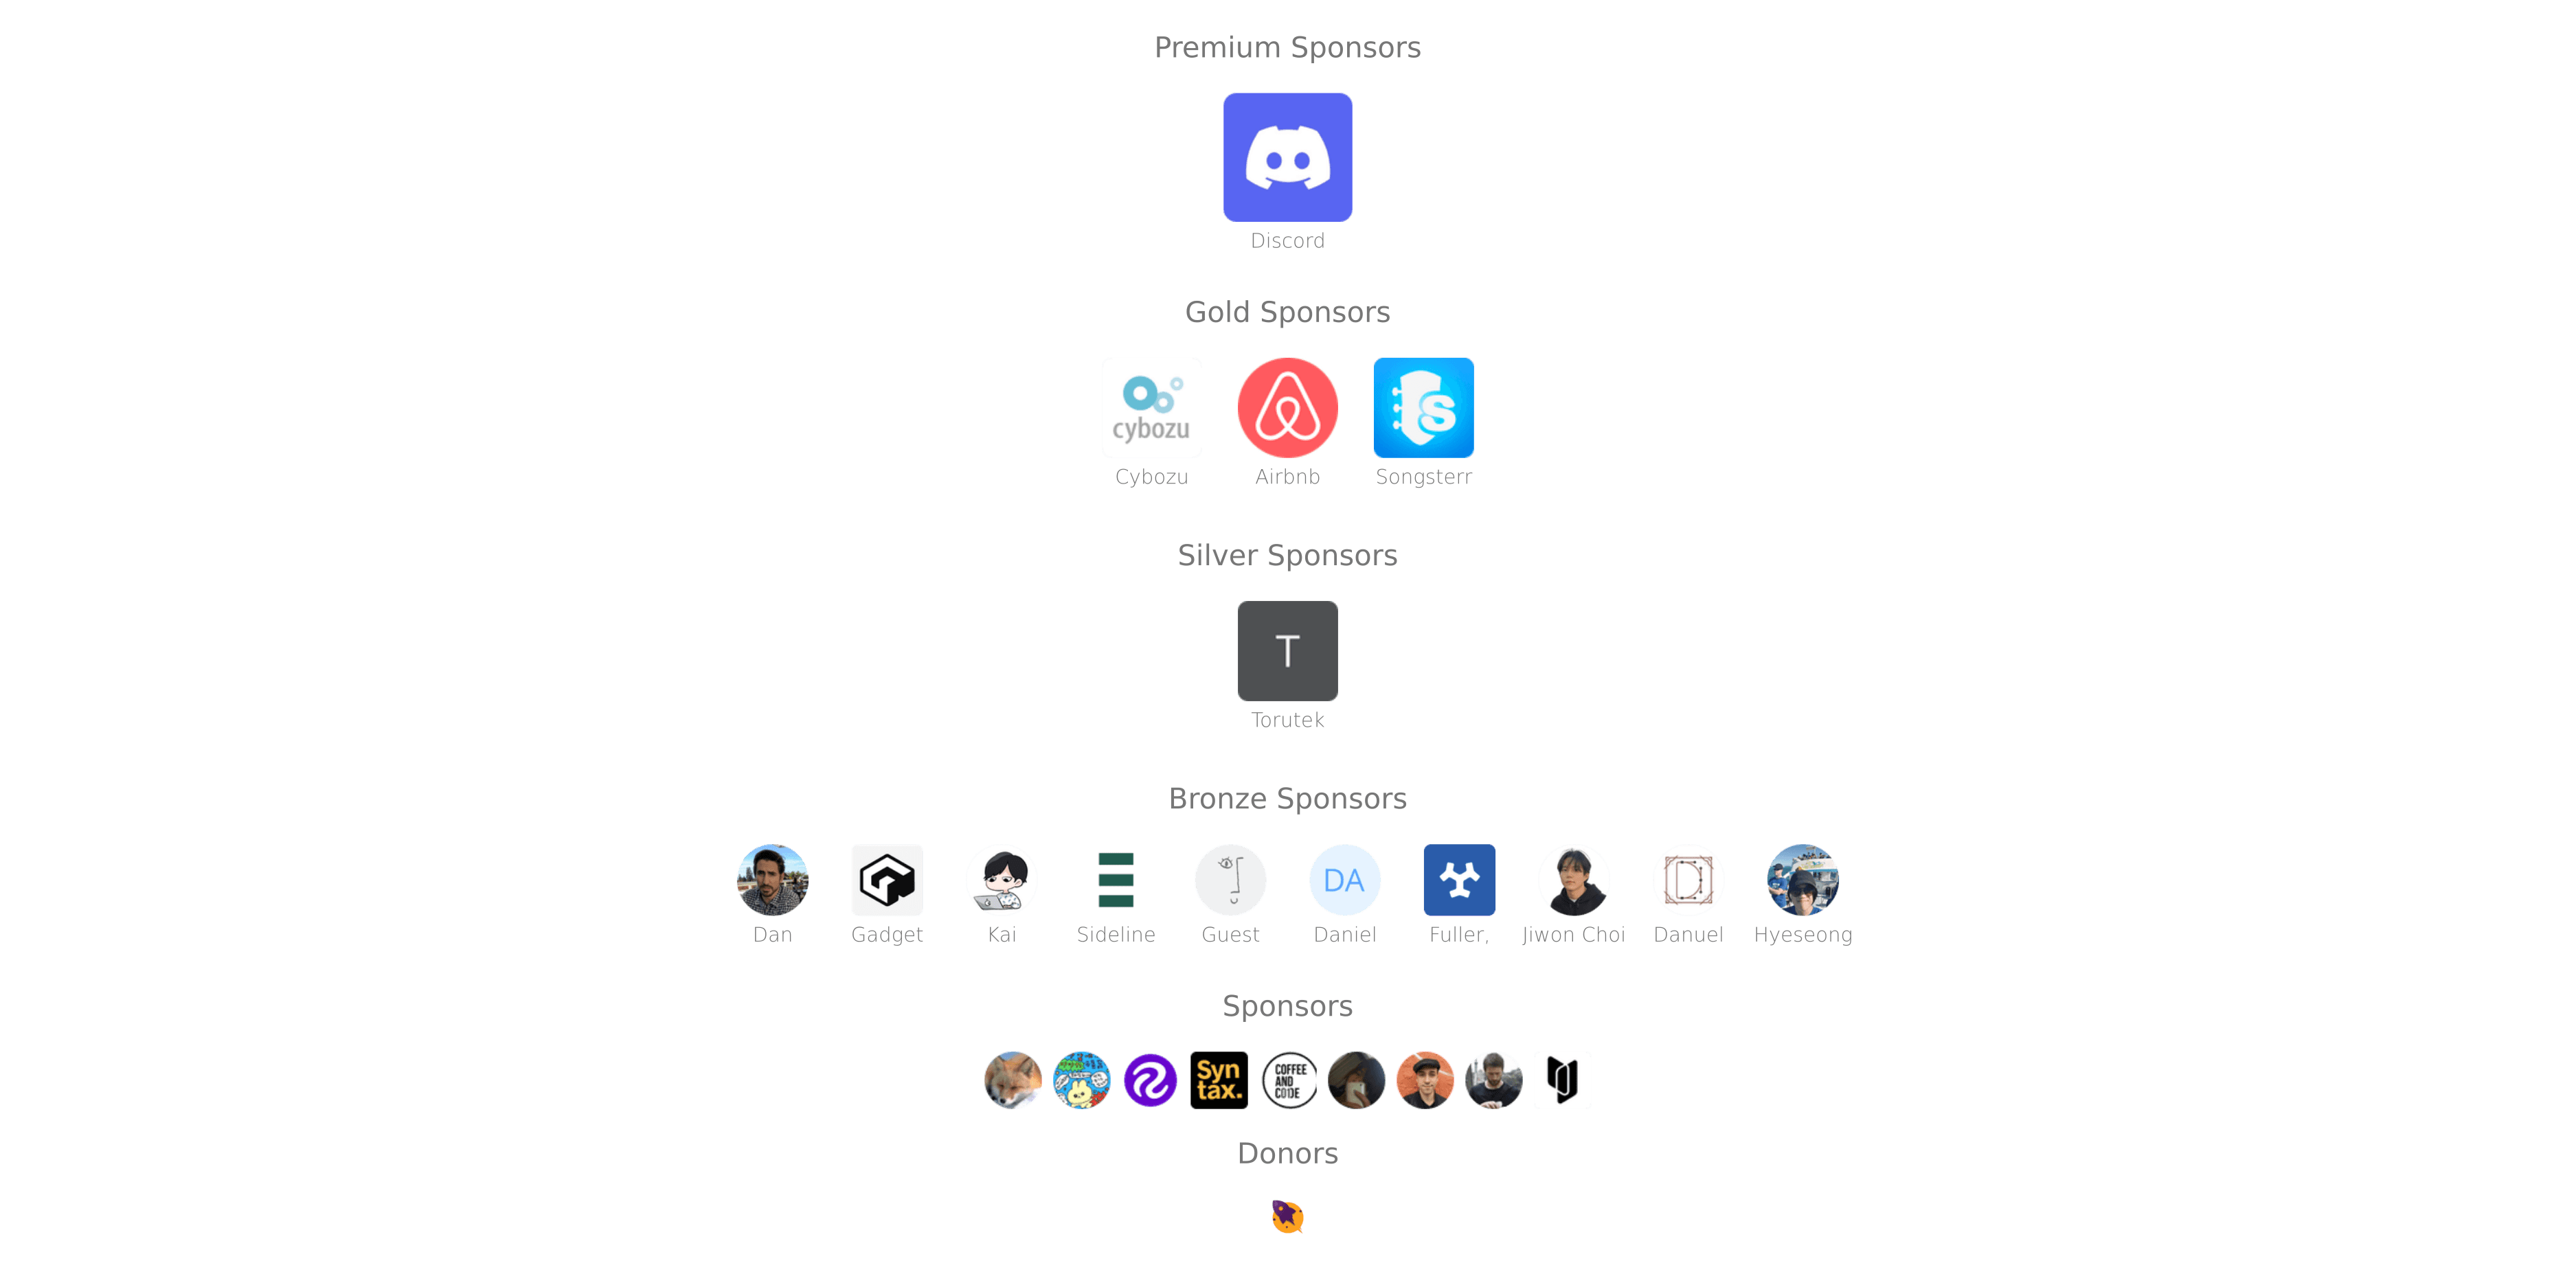 Premium Sponsors
Discord
Gold Sponsors
cybozu
S
Cybozu Airbnb Songsterr
Silver Sponsors
T
Torutek
Bronze Sponsors
DA D
Dan Gadget Kai Sideline Guest Daniel Fuller, Jiwon Choi Danuel Hyeseong
Sponsors
Syn
tax.
COFFEE
AND
CODE
Donors